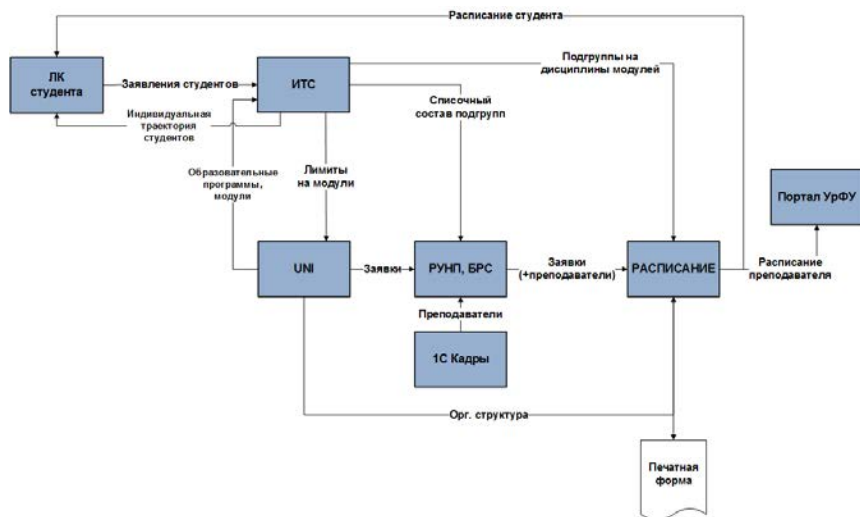 Расписание студента
ЛК
студента
Заявления студентов
ИТС
Подгруппы на
дисциплины модулей
Индивидуальная
траектория
студентов
Списочный
состав подгрупп
Образовательные
программы,
модули
Лимиты
на модули
Портал УрФУ
UNI
Заявки
РУНП, БРС
Заявки
(+преподаватели)
РАСПИСАНИЕ
Расписание
преподавателя
Преподаватели
1С Кадры
Орг. структура
Печатная
форма